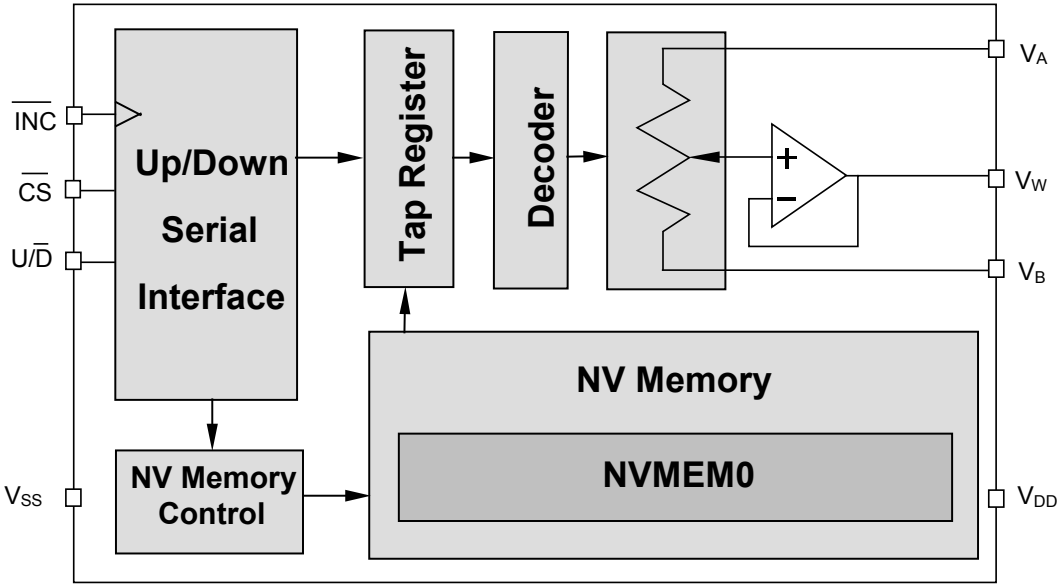 INC
CS
U/D
VSS
Up/Down
Serial
Interface
NV Memory
Control
Tap Register
Decoder
+
−
NV Memory
NVMEM0
VA
VW
VB
VDD